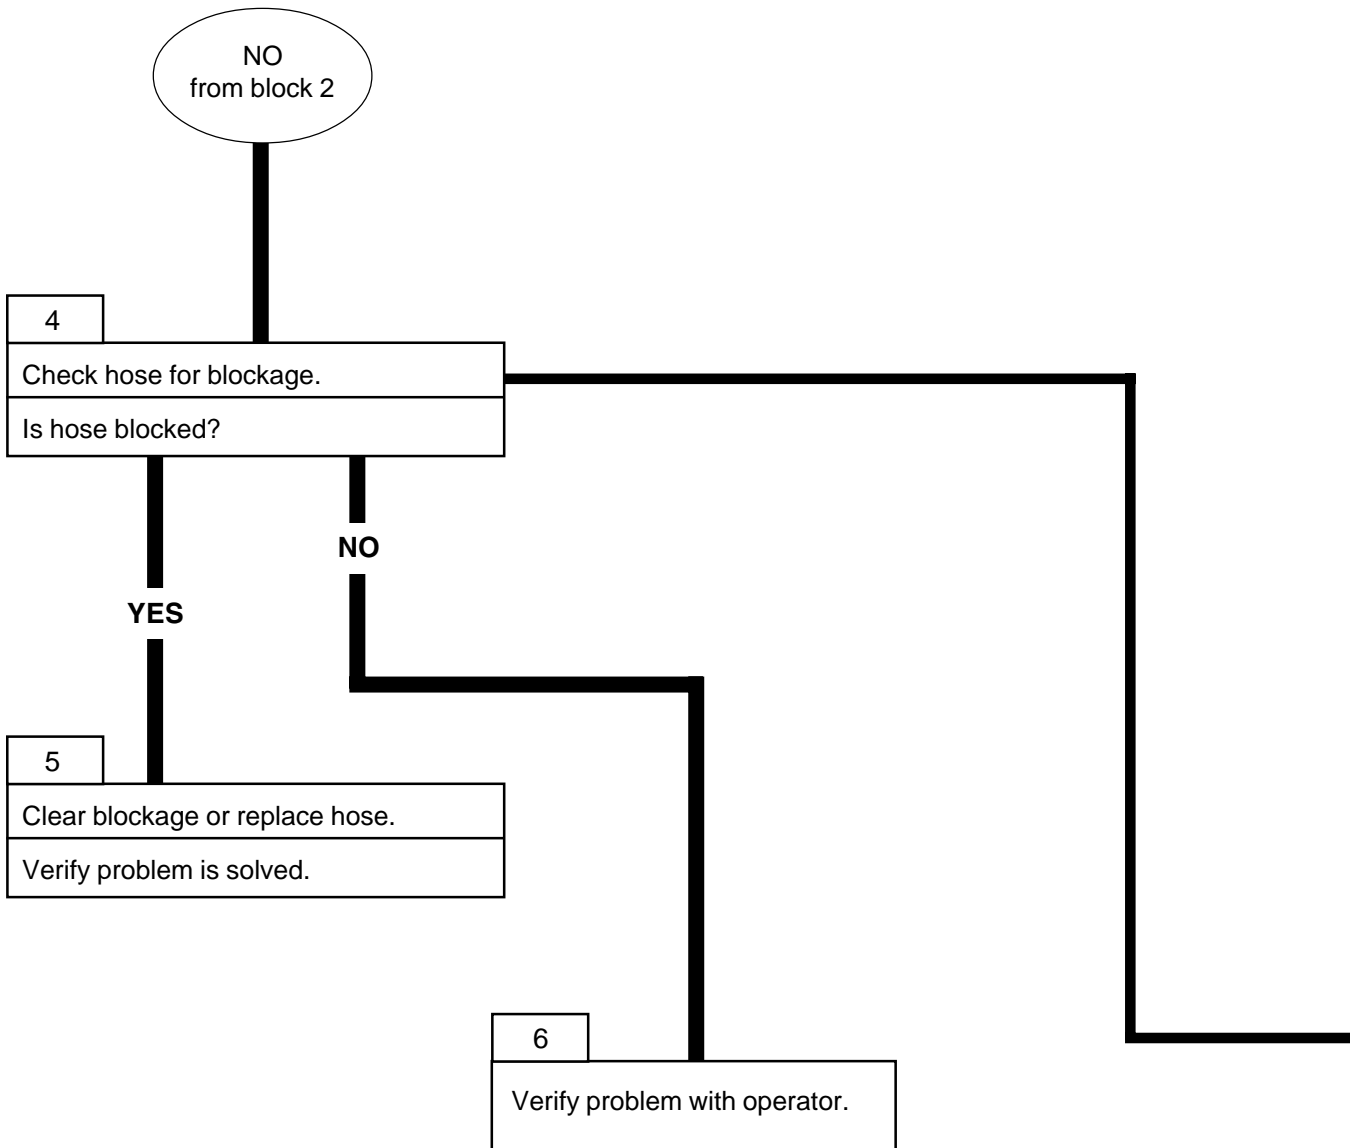 NO
from block 2
4
Check hose for blockage.
Is hose blocked?
NO
YES
5
Clear blockage or replace hose.
Verify problem is solved.
6
Verify problem with operator.